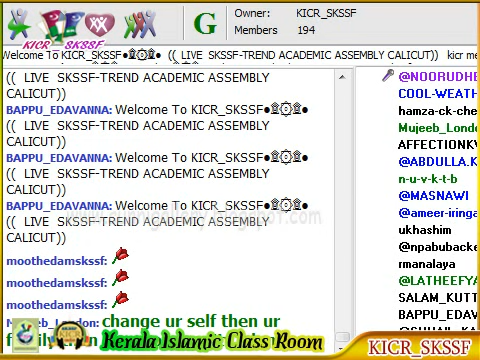 KICR SKSSF
G
Owner: KICR_SKSSF
Members 194
Welcome To KICR_SKSSF●۩۞۩● (( LIVE SKSSF-TREND ACADEMIC ASSEMBLY CALICUT)) kicr me
(( LIVE SKSSF-TREND ACADEMIC ASSEMBLY
CALICUT))
BAPPU_EDAVANNA: Welcome To KICR_SKSSF●۩۞۩●
(( LIVE SKSSF-TREND ACADEMIC ASSEMBLY
CALICUT))
BAPPU_EDAVANNA: Welcome To KICR_SKSSF●۩۞۩●
(( LIVE SKSSF-TREND ACADEMIC ASSEMBLY
CALICUT))
BAPPU_EDAVANNA: Welcome To KICR_SKSSF●۩۞۩●
(( LIVE SKSSF-TREND ACADEMIC ASSEMBLY
CALICUT))
moothedamskssf:
moothedamskssf:
moothedamskssf:
change ur self then ur
@NOORUDHE
COOL-WEATH
hamza-ck-che
Mujeeb_Londo
AFFECTIONKV
@ABDULLA.K
n-u-v-k-t-b
@MASNAWI
@ameer-iringa
ukhashim
@npabubacke
rmanalaya
@LATHEEFYA
SALAM_KUTT
BAPPU_EDAV
Kerala Islamic Class Room
KICR_SKSSF